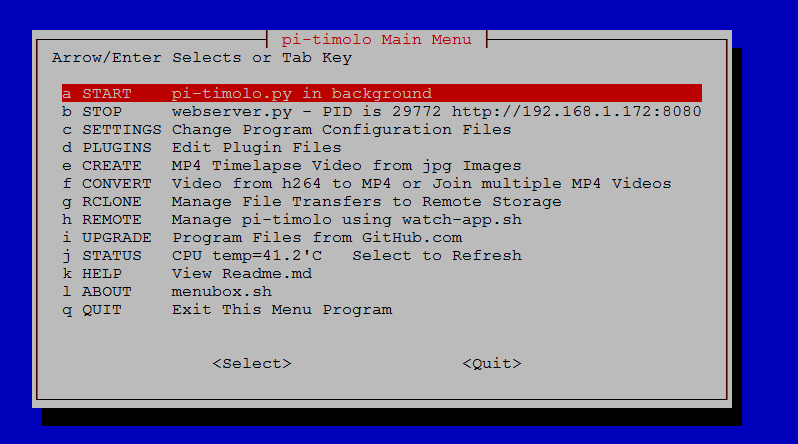 pi-timolo Main Menu
Arrow/Enter Selects or Tab Key
a START pi-timolo.py in background
b STOP webserver.py - PID is 29772 http://192.168.1.172:8080
c SETTINGS Change Program Configuration Files
d PLUGINS Edit Plugin Files
e CREATE MP4 Timelapse Video from jpg Images
f CONVERT Video from h264 to MP4 or Join multiple MP4 Videos
g RCLONE Manage File Transfers to Remote Storage
h REMOTE Manage pi-timolo using watch-app.sh
i UPGRADE Program Files from GitHub.com
j STATUS CPU temp=41.2'C Select to Refresh
k HELP View Readme.md
l ABOUT menubox.sh
q QUIT Exit This Menu Program
<Select> <Quit>